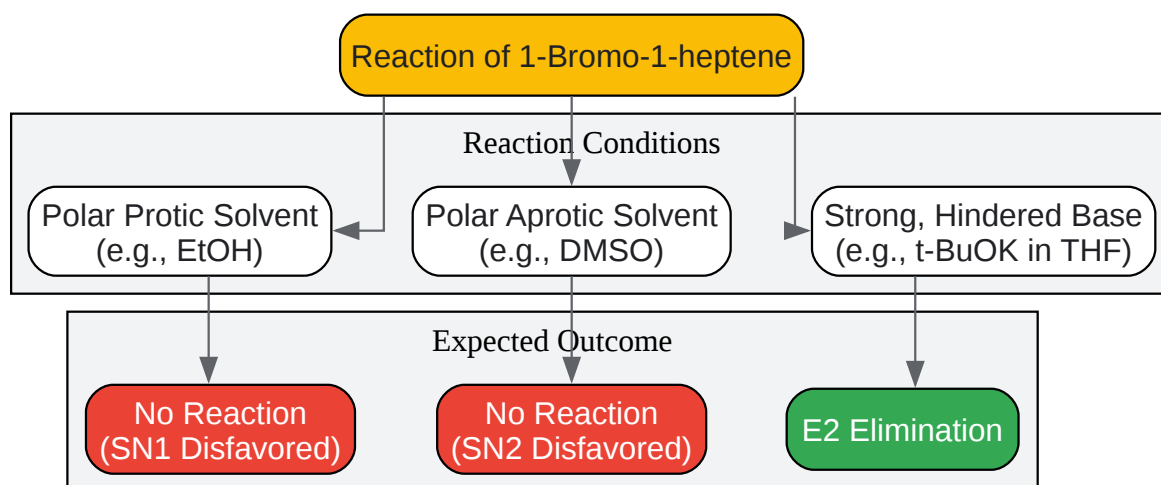 Reaction of 1-Bromo-1-heptene
Reaction Conditions
Polar Protic Solvent
(e.g., EtOH)
Polar Aprotic Solvent
(e.g., DMSO)
Strong, Hindered Base
(e.g., t-BuOK in THF)
Expected Outcome
No Reaction
(SN1 Disfavored)
No Reaction
(SN2 Disfavored)
E2 Elimination